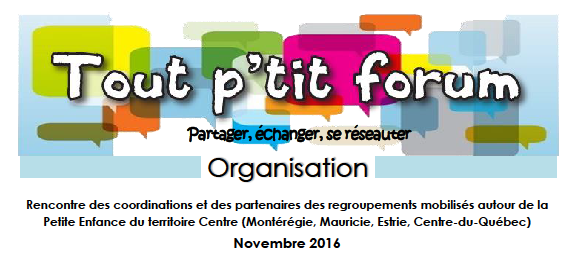 Tout p'tit forum
Partager, échanger, se réseauter
Organisation
Rencontre des coordinations et des partenaires des regroupements mobilisés autour de la
Petite Enfance du territoire Centre (Montérégie, Mauricie, Estrie, Centre-du-Québec)
Novembre 2016